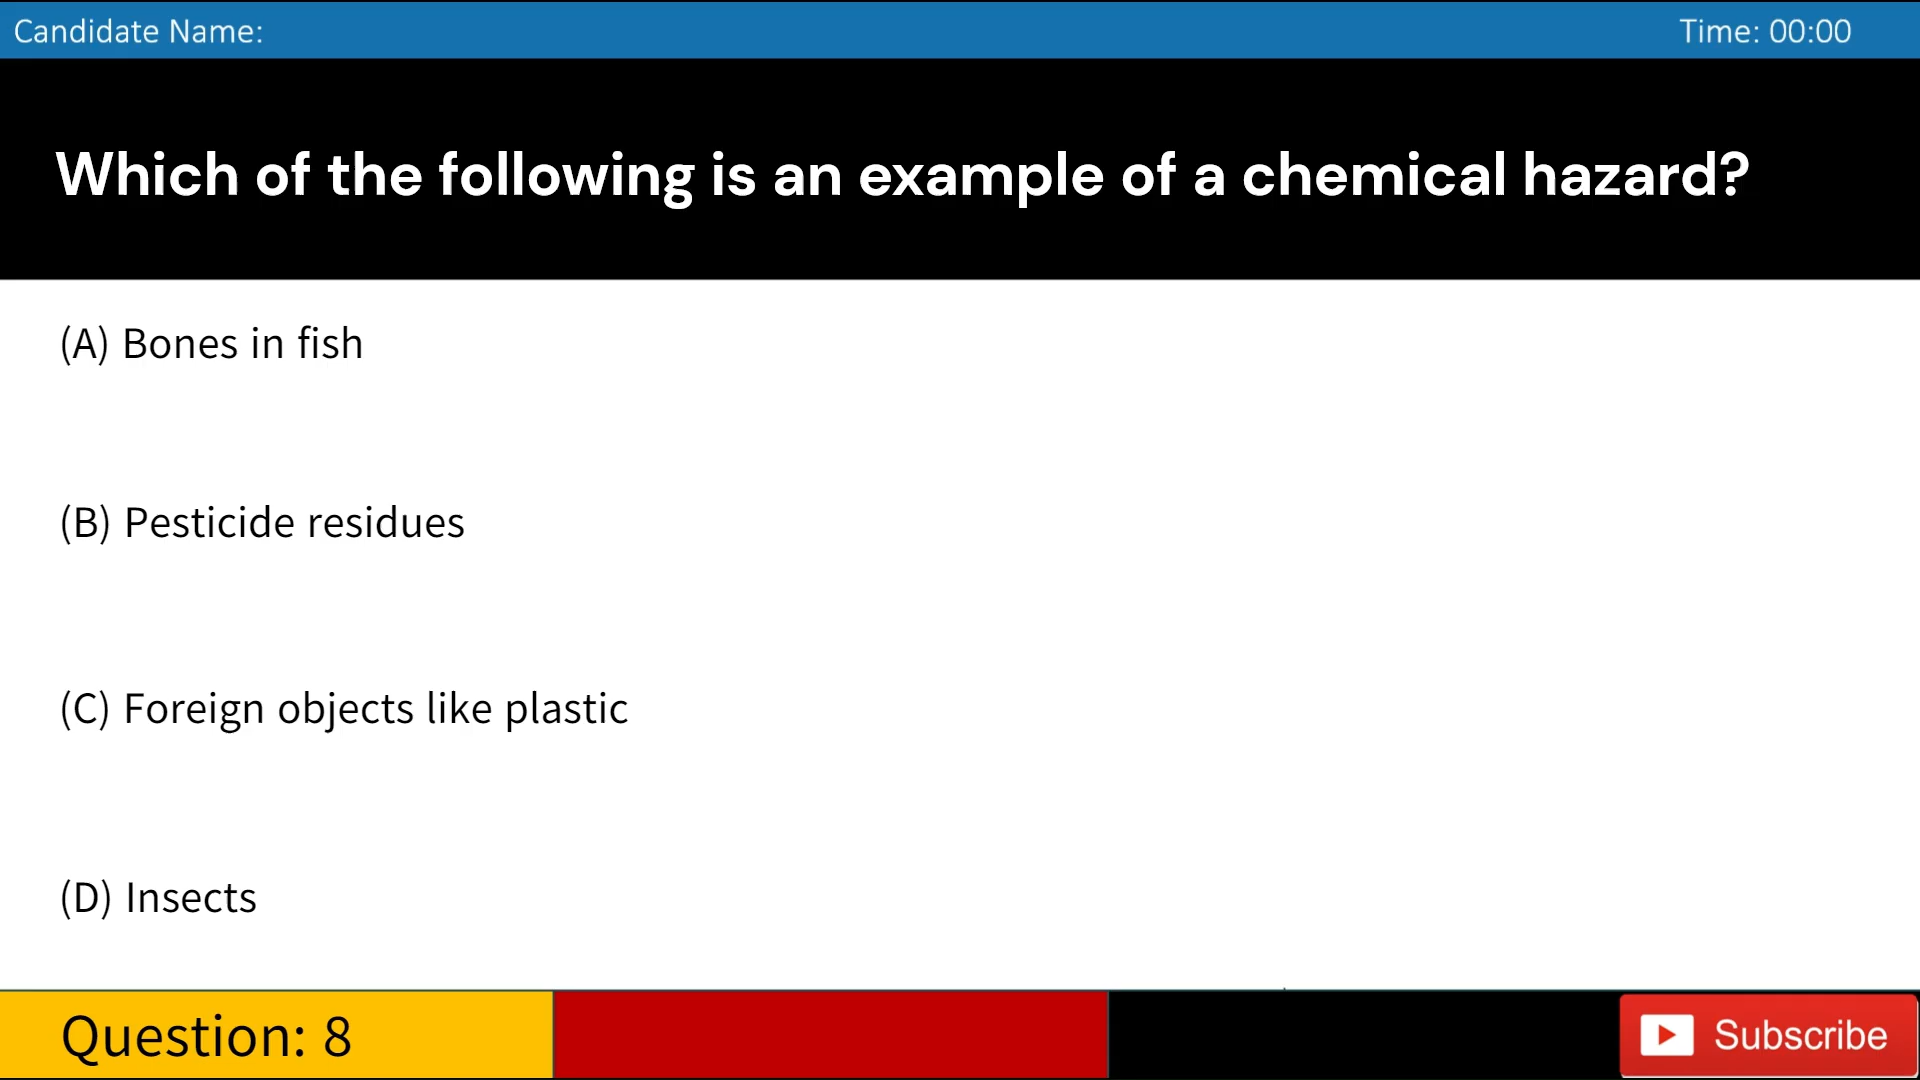 Candidate Name:
Time: 00:00
Which of the following is an example of a chemical hazard?
(A) Bones in fish
(B) Pesticide residues
(C) Foreign objects like plastic
(D) Insects
Question: 8
Subscribe